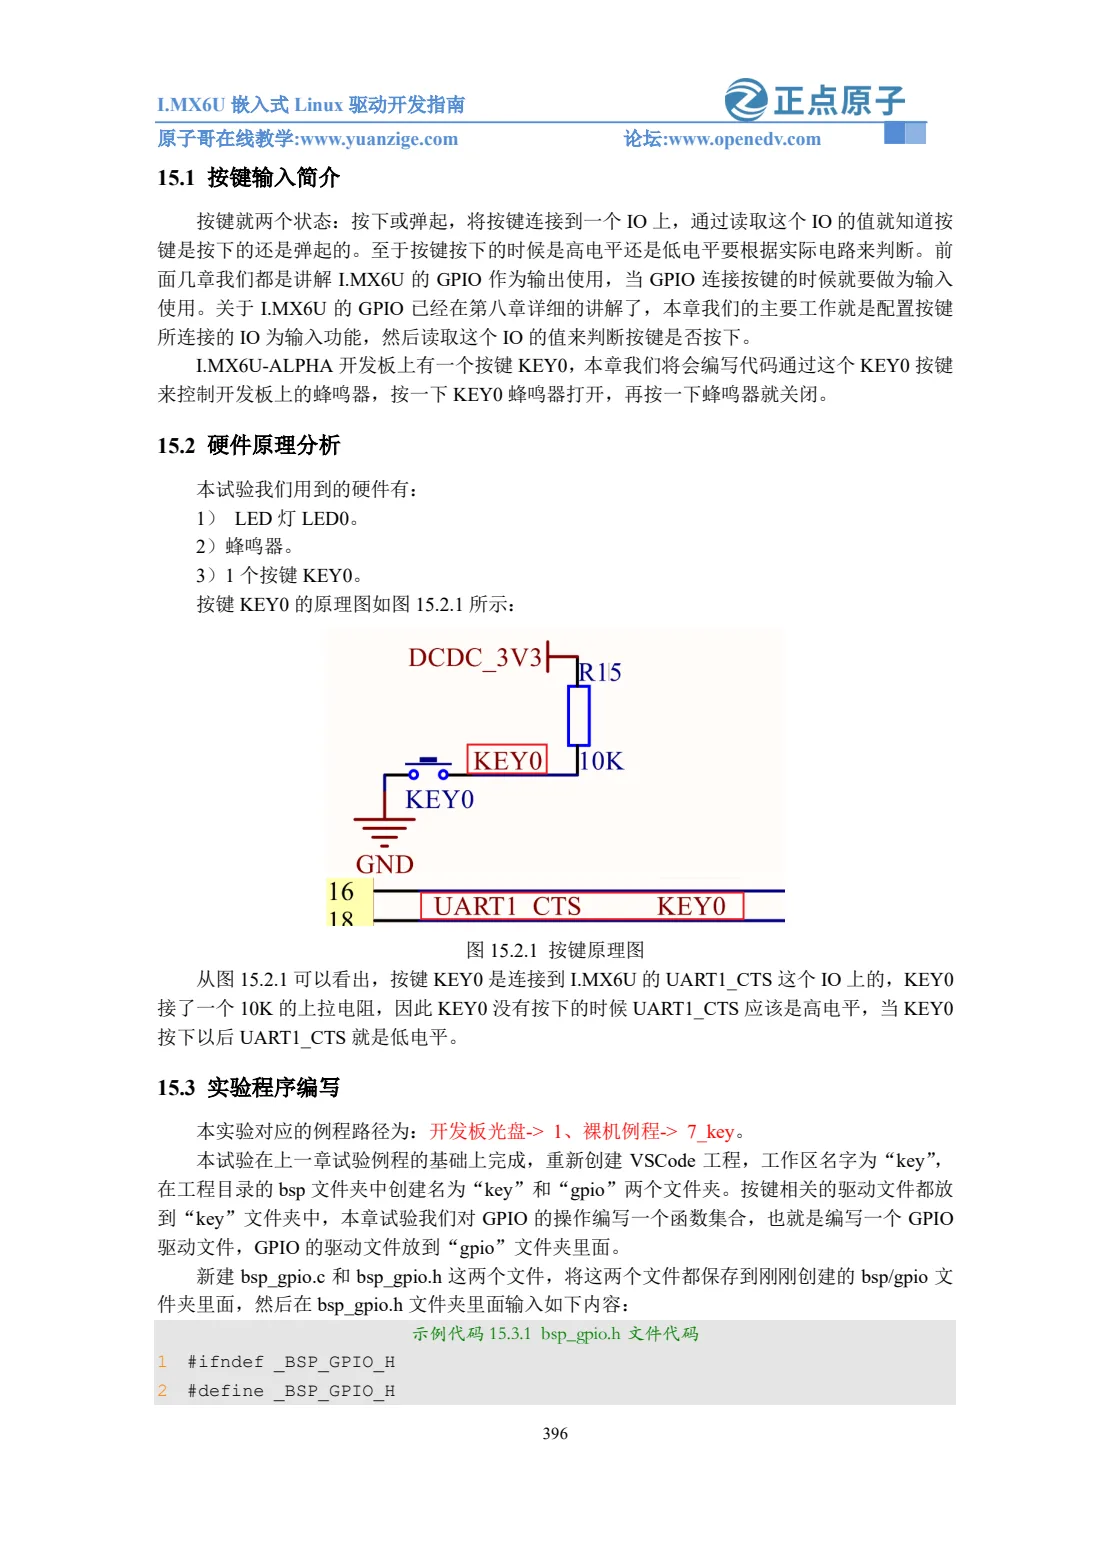 I.MX6U 嵌入式 Linux 驱动开发指南
正点原子
原子哥在线教学:www.yuanzige.com
论坛:www.openedv.com
15.1 按键输入简介
按键就两个状态：按下或弹起，将按键连接到一个 IO 上，通过读取这个 IO 的值就知道按
键是按下的还是弹起的。至于按键按下的时候是高电平还是低电平要根据实际电路来判断。前
面几章我们都是讲解 I.MX6U 的 GPIO 作为输出使用，当 GPIO 连接按键的时候就要做为输入
使用。关于 I.MX6U 的 GPIO 已经在第八章详细的讲解了，本章我们的主要工作就是配置按键
所连接的 IO 为输入功能，然后读取这个 IO 的值来判断按键是否按下。
I.MX6U-ALPHA 开发板上有一个按键 KEY0，本章我们将会编写代码通过这个 KEY0 按键
来控制开发板上的蜂鸣器，按一下 KEY0 蜂鸣器打开，再按一下蜂鸣器就关闭。
15.2 硬件原理分析
本试验我们用到的硬件有：
1） LED 灯 LED0。
2）蜂鸣器。
3）1 个按键 KEY0。
按键 KEY0 的原理图如图 15.2.1 所示：
DCDC_3V3
R15
KEY0
10K
KEY0
GND
16
UART1_CTS KEY0
18
图 15.2.1 按键原理图
从图 15.2.1 可以看出，按键 KEY0 是连接到 I.MX6U 的 UART1_CTS 这个 IO 上的，KEY0
接了一个 10K 的上拉电阻，因此 KEY0 没有按下的时候 UART1_CTS 应该是高电平，当 KEY0
按下以后 UART1_CTS 就是低电平。
15.3 实验程序编写
本实验对应的例程路径为：开发板光盘-> 1、裸机例程-> 7_key。
本试验在上一章试验例程的基础上完成，重新创建 VSCode 工程，工作区名字为“key”，
在工程目录的 bsp 文件夹中创建名为“key”和“gpio”两个文件夹。按键相关的驱动文件都放
到“key”文件夹中，本章试验我们对 GPIO 的操作编写一个函数集合，也就是编写一个 GPIO
驱动文件，GPIO 的驱动文件放到“gpio”文件夹里面。
新建 bsp_gpio.c 和 bsp_gpio.h 这两个文件，将这两个文件都保存到刚刚创建的 bsp/gpio 文
件夹里面，然后在 bsp_gpio.h 文件夹里面输入如下内容：
示例代码 15.3.1 bsp_gpio.h 文件代码
1 #ifndef _BSP_GPIO_H
2 #define _BSP_GPIO_H
396